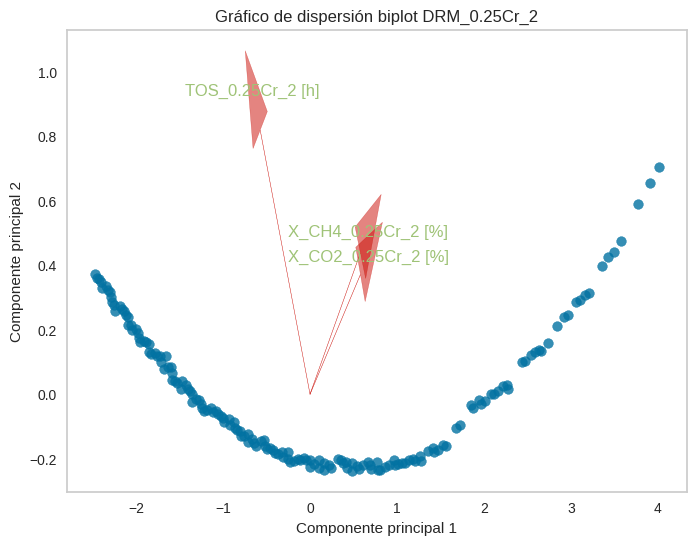 Gráfico de dispersión biplot DRM_0.25Cr_2
1.0
0.8
0.6
0.4
0.2
0.0
−0.2
Componente principal 2
TOS_0.25Cr_2 [h]
X_CH4_0.25Cr_2 [%]
X_CO2_0.25Cr_2 [%]
−2
−1
0
1
2
3
4
Componente principal 1